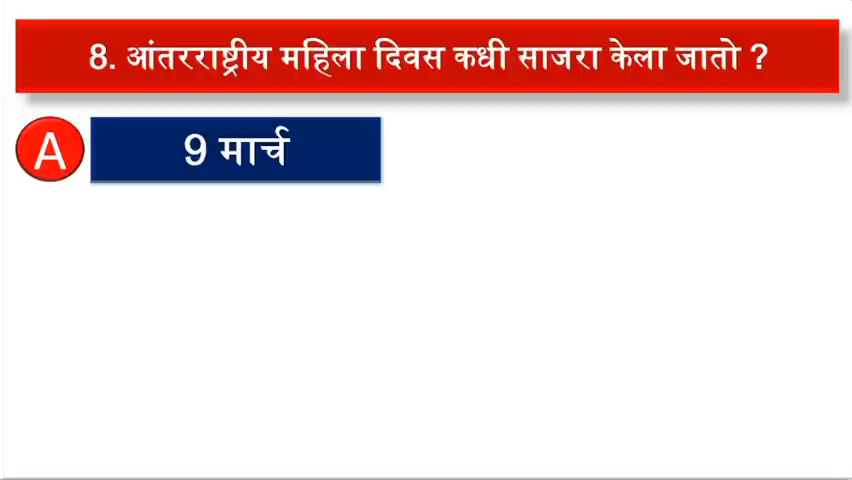 8. आंतरराष्ट्रीय महिला दिवस कधी साजरा केला जातो ?
A 9 मार्च